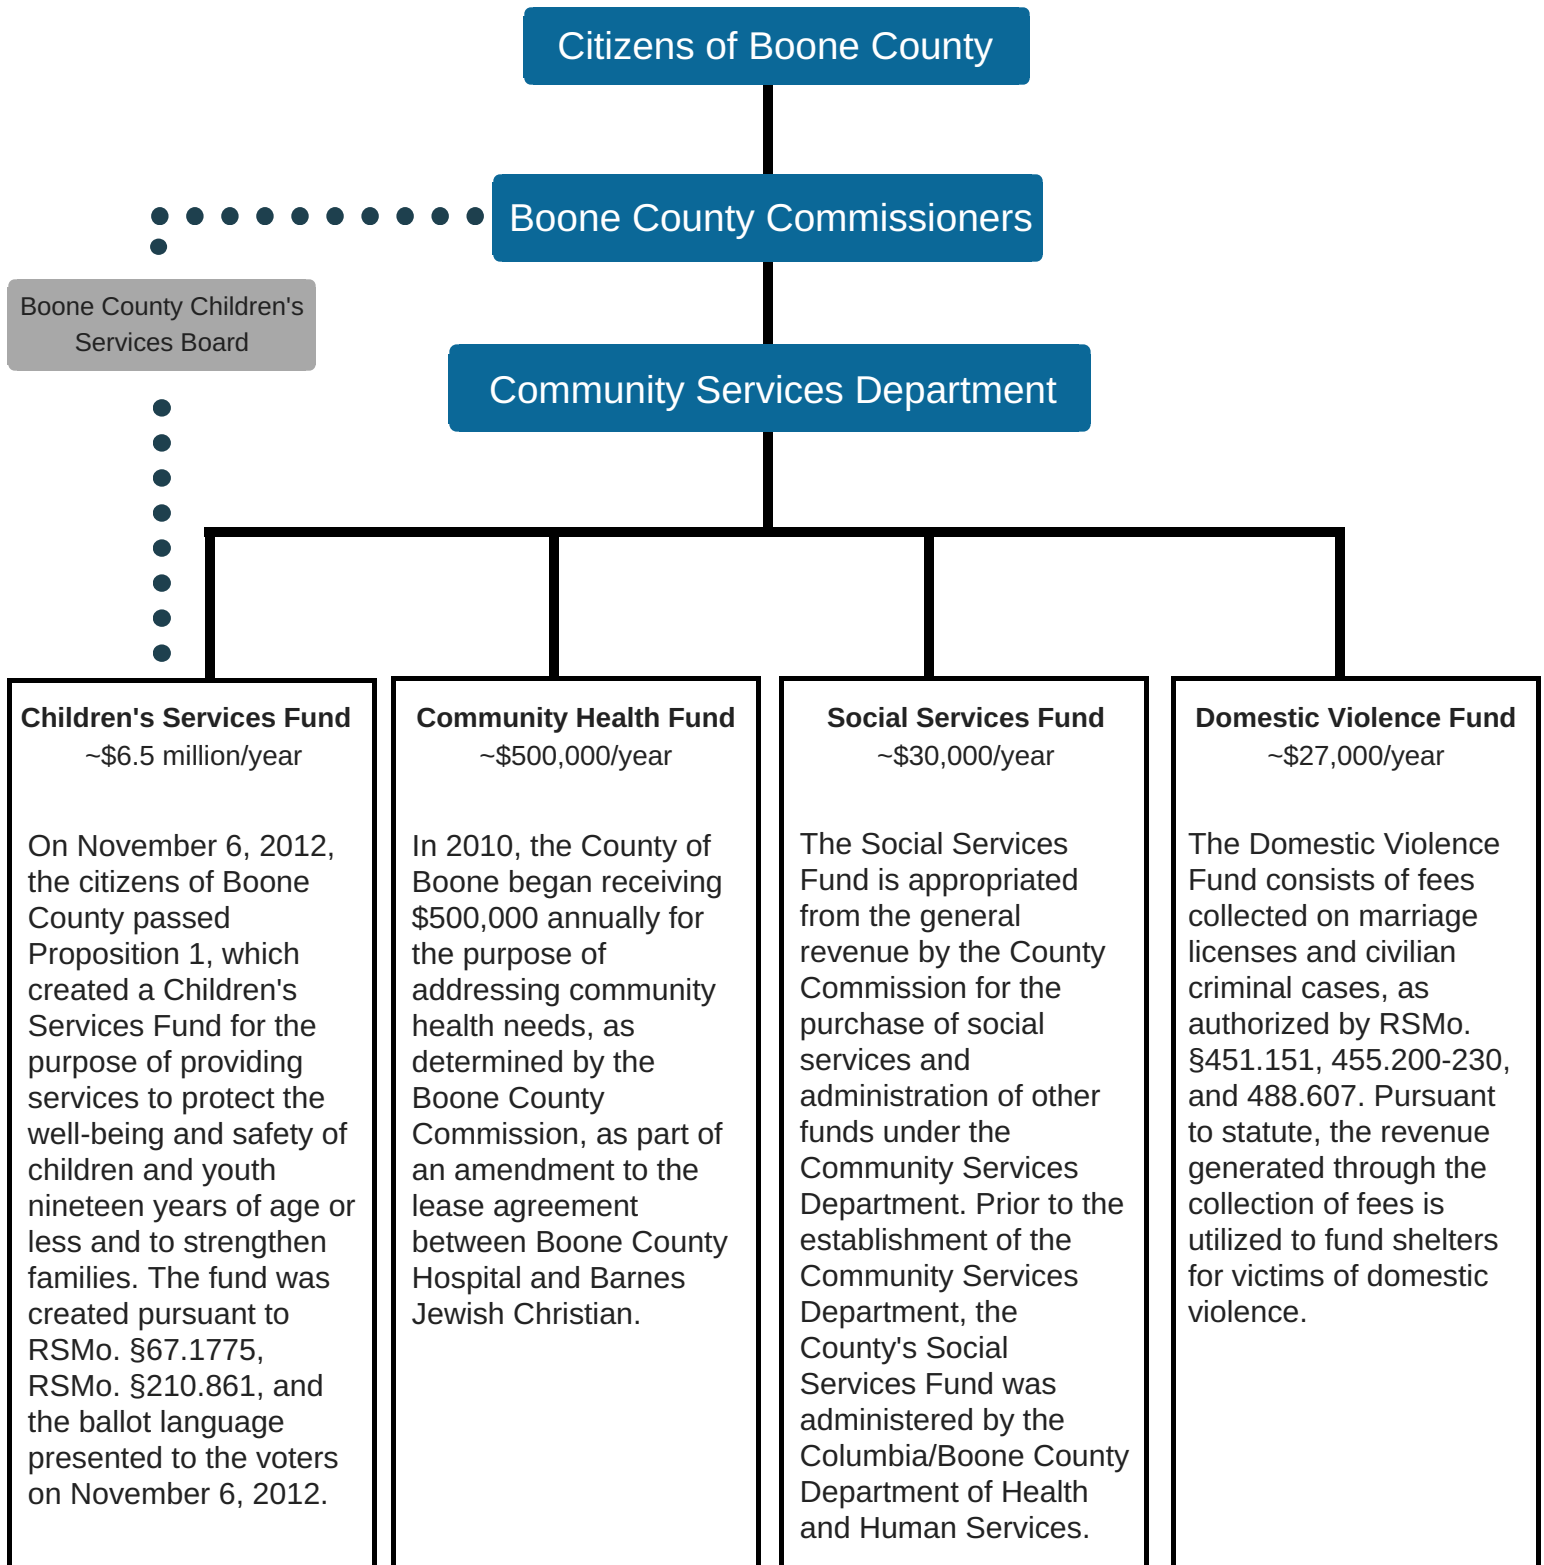 Citizens of Boone County
Boone County Commissioners
Boone County Children's
Services Board
Community Services Department
Children's Services Fund
~$6.5 million/year
On November 6, 2012,
the citizens of Boone
County passed
Proposition 1, which
created a Children's
Services Fund for the
purpose of providing
services to protect the
well-being and safety of
children and youth
nineteen years of age or
less and to strengthen
families. The fund was
created pursuant to
RSMo. §67.1775,
RSMo. §210.861, and
the ballot language
presented to the voters
on November 6, 2012.
Community Health Fund
~$500,000/year
In 2010, the County of
Boone began receiving
$500,000 annually for
the purpose of
addressing community
health needs, as
determined by the
Boone County
Commission, as part of
an amendment to the
lease agreement
between Boone County
Hospital and Barnes
Jewish Christian.
Social Services Fund
~$30,000/year
The Social Services
Fund is appropriated
from the general
revenue by the County
Commission for the
purchase of social
services and
administration of other
funds under the
Community Services
Department. Prior to the
establishment of the
Community Services
Department, the
County's Social
Services Fund was
administered by the
Columbia/Boone County
Department of Health
and Human Services.
Domestic Violence Fund
~$27,000/year
The Domestic Violence
Fund consists of fees
collected on marriage
licenses and civilian
criminal cases, as
authorized by RSMo.
§451.151, 455.200-230,
and 488.607. Pursuant
to statute, the revenue
generated through the
collection of fees is
utilized to fund shelters
for victims of domestic
violence.